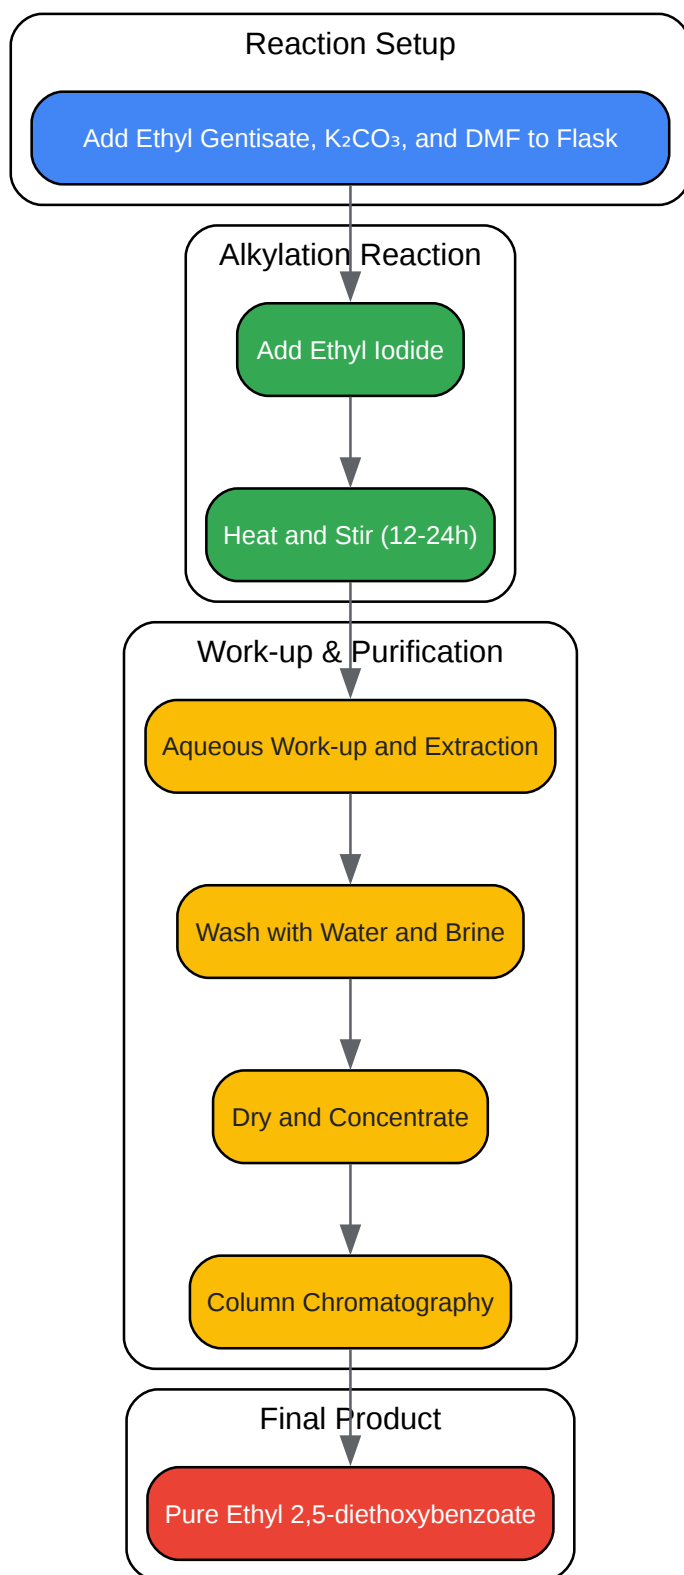 Reaction Setup
Add Ethyl Gentisate, K₂CO₃, and DMF to Flask
Alkylation Reaction
Add Ethyl Iodide
Heat and Stir (12-24h)
Work-up & Purification
Aqueous Work-up and Extraction
Wash with Water and Brine
Dry and Concentrate
Column Chromatography
Final Product
Pure Ethyl 2,5-diethoxybenzoate